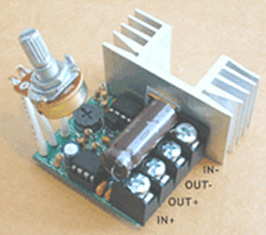 IN-
OUT-
OUT+
IN+